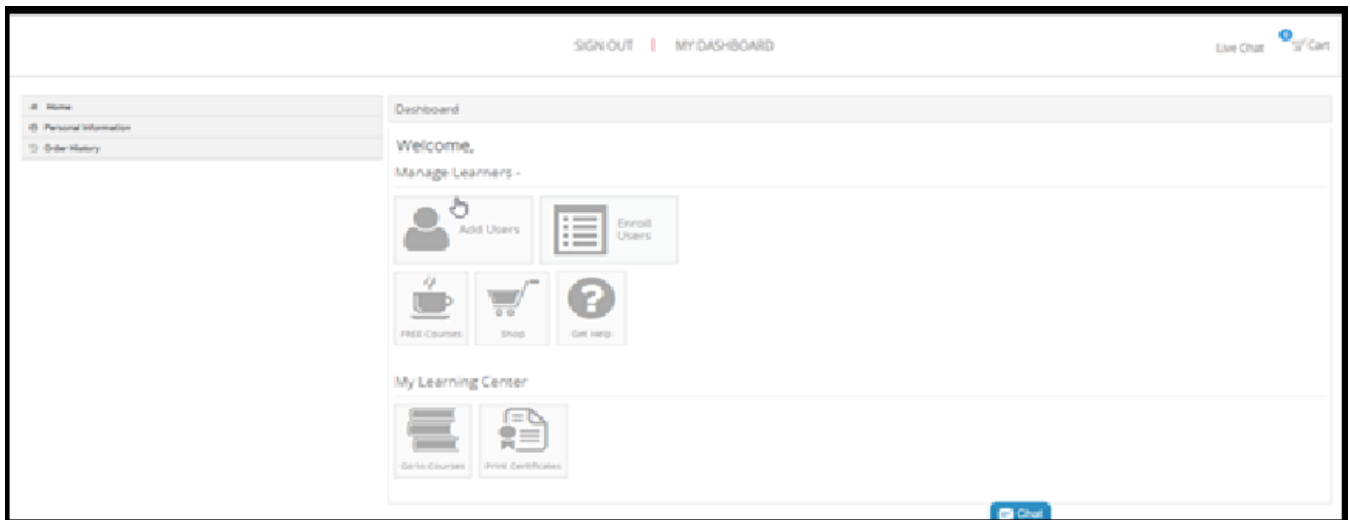 SIGN OUT | MY DASHBOARD
Live Chat
0
Cart
Home
Personal Information
Order History
Dashboard
Welcome,
Manage Learners -
Add Users
Enroll
Users
FREE Courses
Shop
Get Help
My Learning Center
Go to Courses
Print Certificates
Chat